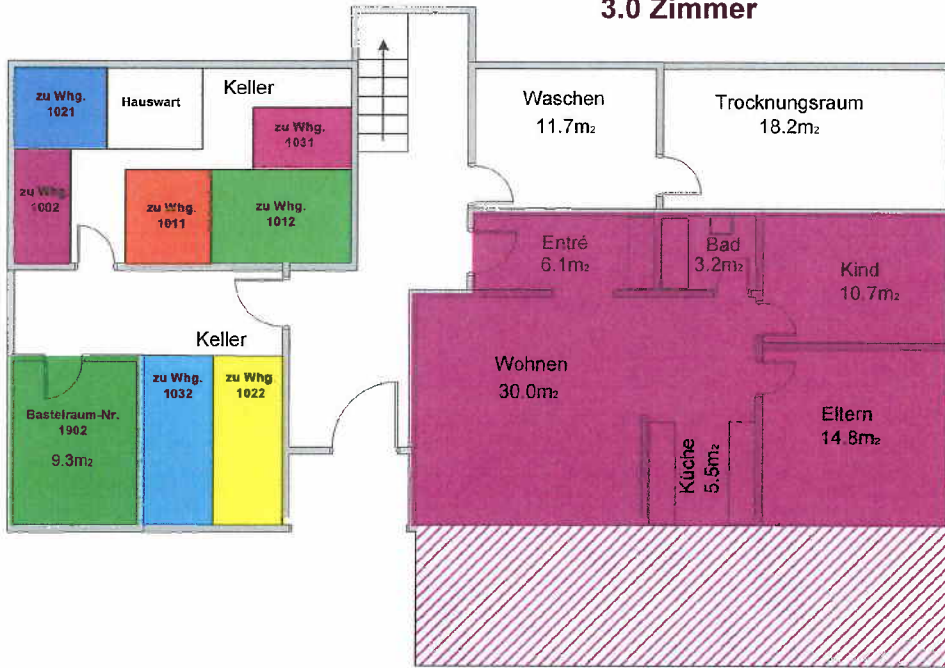 3.0 Zimmer
zu Whg.
1021
Hauswart
Keller
zu Whg.
1031
zu Whg.
1002
zu Whg.
1011
zu Whg.
1012
Waschen
11.7m₂
Trocknungsraum
18.2m₂
Entré
6.1m₂
Bad
3.2m₂
Kind
10.7m₂
Keller
Wohnen
30.0m₂
Eltern
14.8m₂
Küche
5.5m₂
Bastelraum-Nr.
1902
9.3m₂
zu Whg.
1032
zu Whg
1022